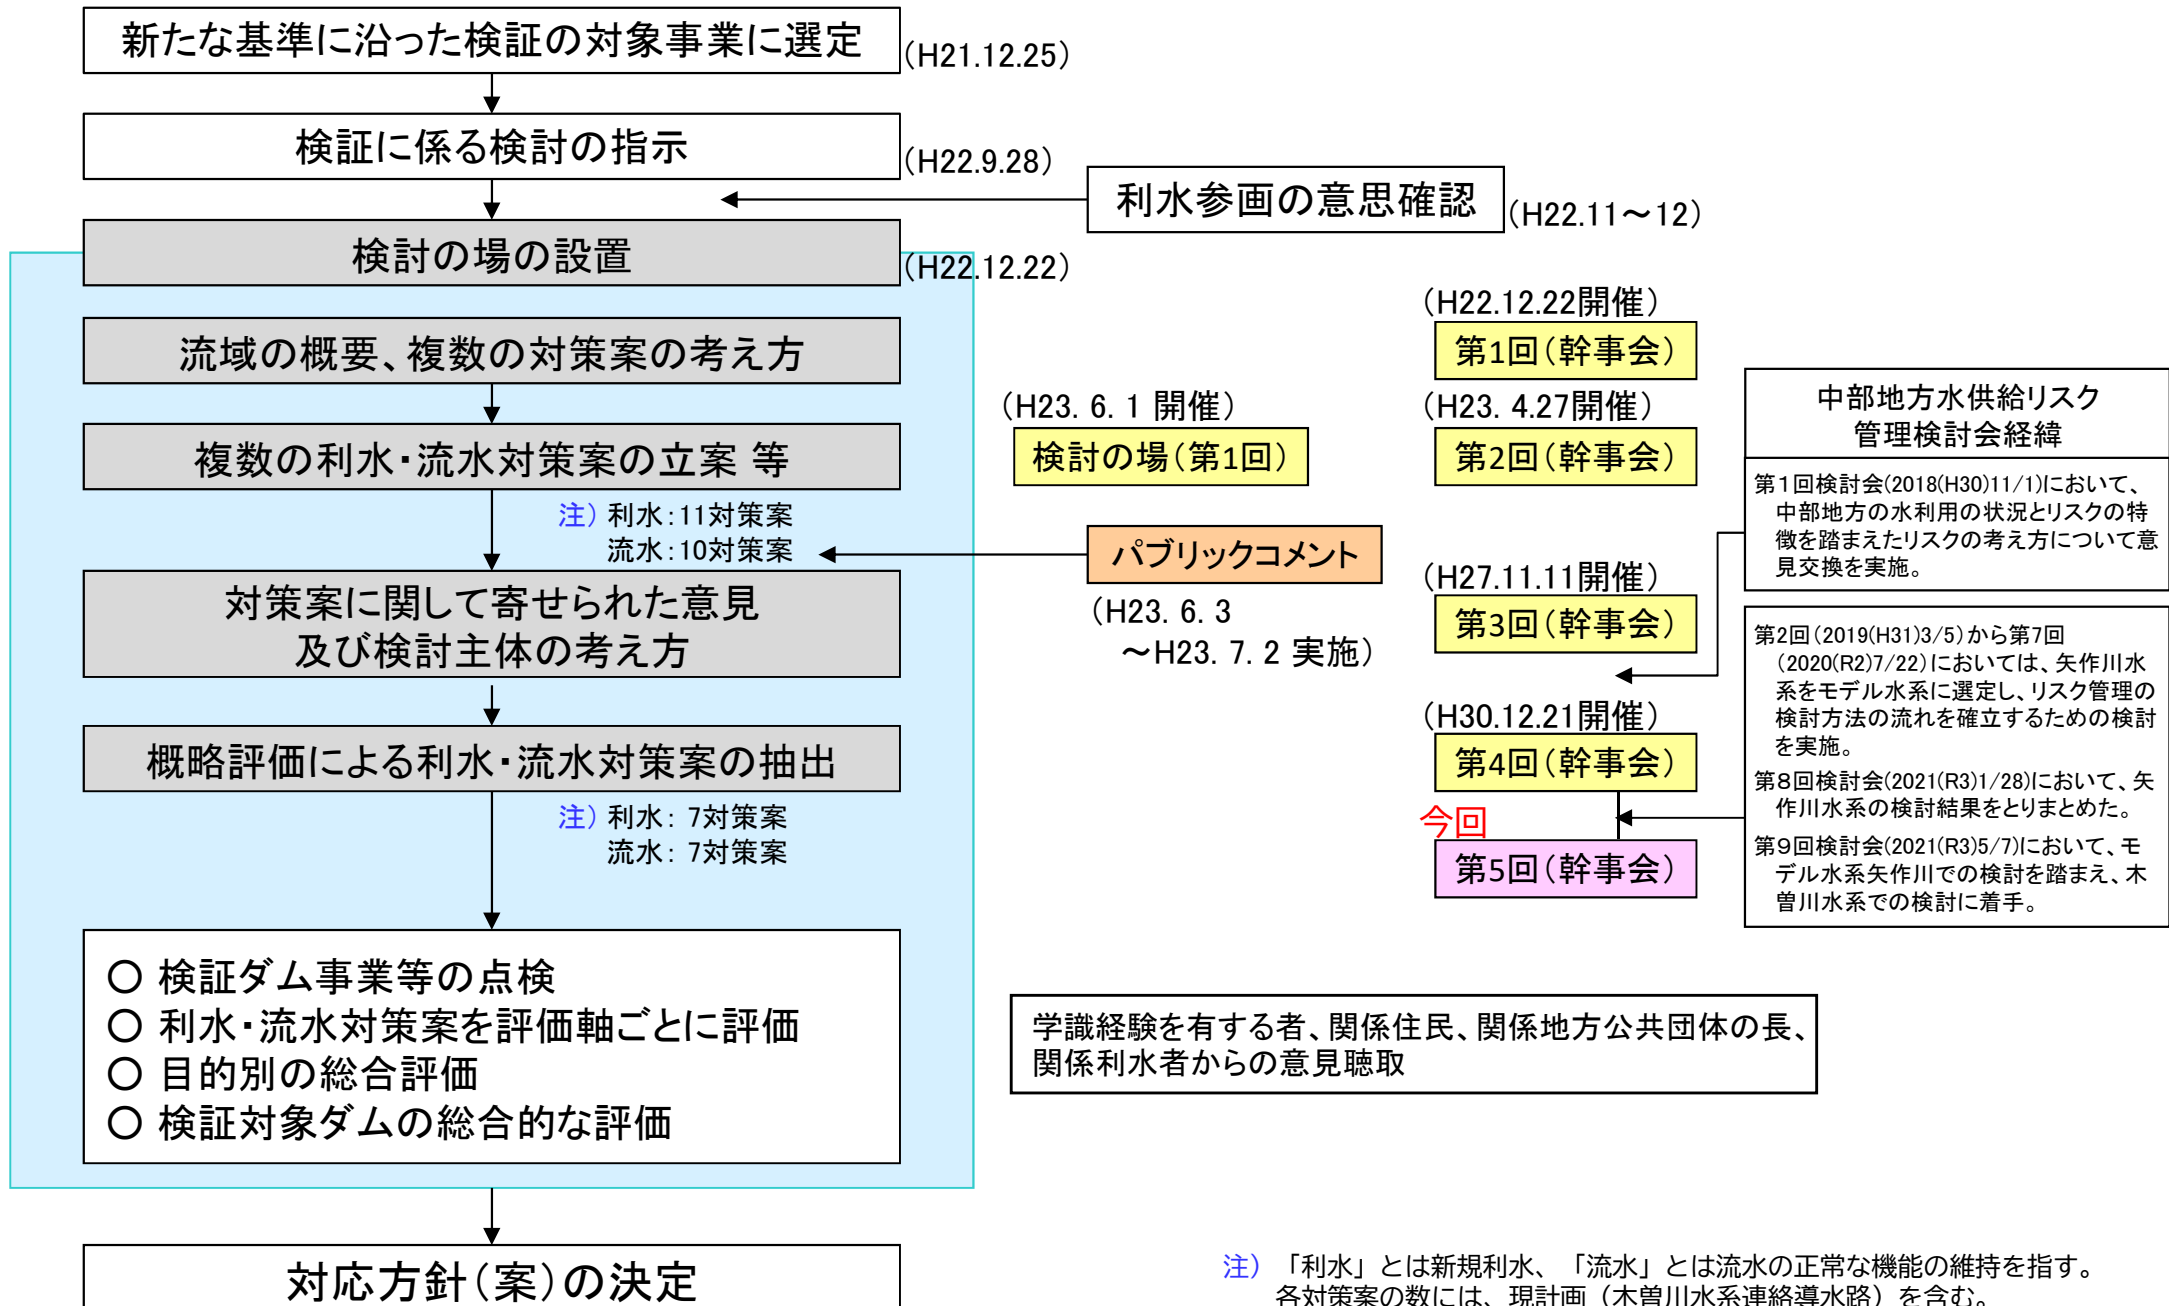 新たな基準に沿った検証の対象事業に選定
（H21.12.25）
検証に係る検討の指示
（H22.9.28）
利水参画の意思確認
（H22.11～12）
検討の場の設置
（H22.12.22）
流域の概要、複数の対策案の考え方
（H22.12.22開催）
第1回（幹事会）
（H23. 6. 1 開催）
検討の場（第1回）
（H23. 4.27開催）
第2回（幹事会）
複数の利水・流水対策案の立案 等
注）利水：11対策案
流水：10対策案
パブリックコメント
（H23. 6. 3
～H23. 7. 2 実施）
（H27.11.11開催）
第3回（幹事会）
対策案に関して寄せられた意見
及び検討主体の考え方
（H30.12.21開催）
第4回（幹事会）
概略評価による利水・流水対策案の抽出
注）利水： 7対策案
流水： 7対策案
今回
第5回（幹事会）
中部地方水供給リスク
管理検討会経緯
第１回検討会(2018(H30)11/1)において、
中部地方の水利用の状況とリスクの特
徴を踏まえたリスクの考え方について意
見交換を実施。
第2回（2019(H31)3/5）から第7回
（2020(R2)7/22）においては、矢作川水
系をモデル水系に選定し、リスク管理の
検討方法の流れを確立するための検討
を実施。
第８回検討会(2021(R3)1/28)において、矢
作川水系の検討結果をとりまとめた。
第９回検討会(2021(R3)5/7)において、モ
デル水系矢作川での検討を踏まえ、木
曽川水系での検討に着手。
○ 検証ダム事業等の点検
○ 利水・流水対策案を評価軸ごとに評価
○ 目的別の総合評価
○ 検証対象ダムの総合的な評価
学識経験を有する者、関係住民、関係地方公共団体の長、
関係利水者からの意見聴取
対応方針（案）の決定
注）「利水」とは新規利水、「流水」とは流水の正常な機能の維持を指す。
各対策案の数には、現計画（木曽川水系連絡導水路）を含む。